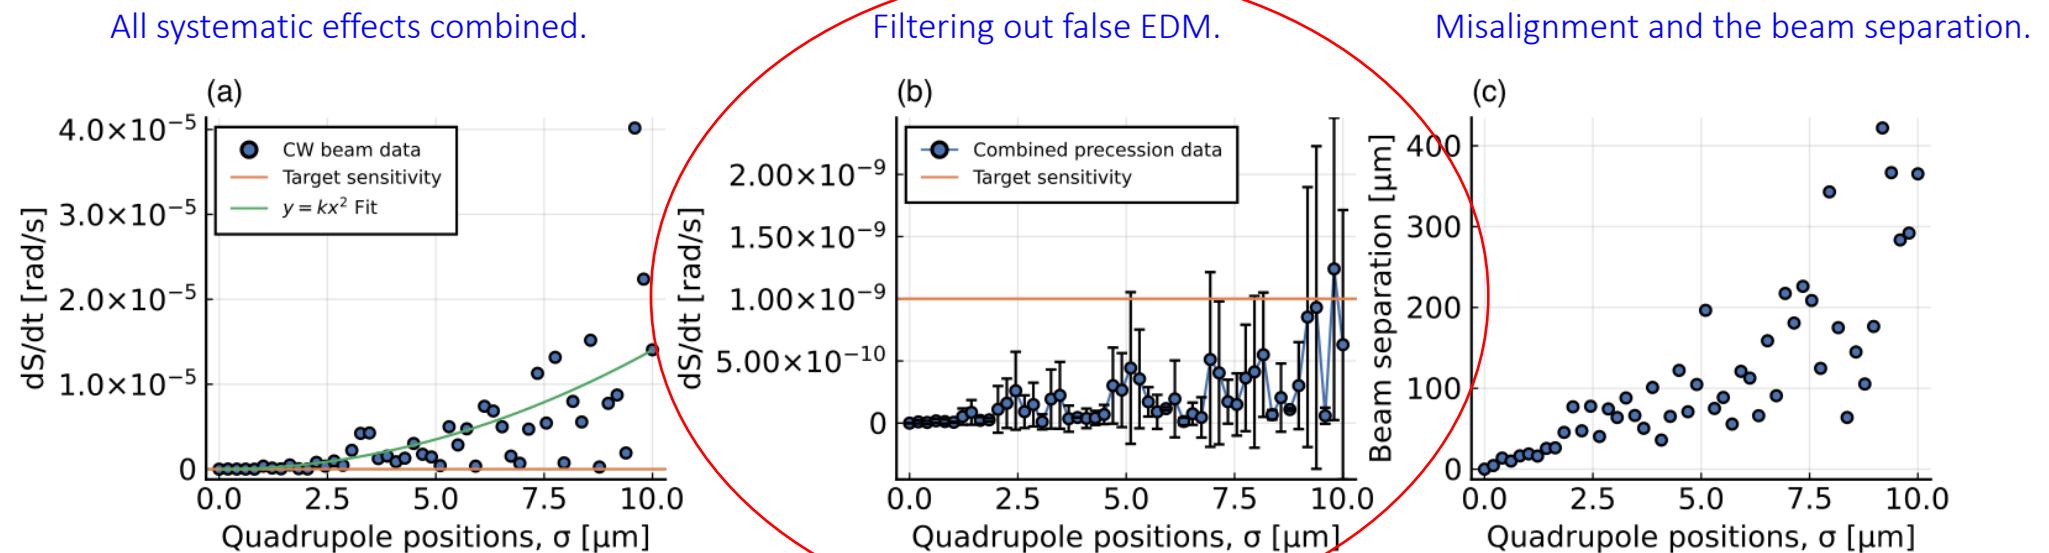 All systematic effects combined.
Filtering out false EDM.
Misalignment and the beam separation.
(a)
4.0×10⁻⁵
3.0×10⁻⁵
2.0×10⁻⁵
1.0×10⁻⁵
0
dS/dt [rad/s]
CW beam data
Target sensitivity
y = kx² Fit
0.0 2.5 5.0 7.5 10.0
Quadrupole positions, σ [μm]
(b)
2.00×10⁻⁹
1.50×10⁻⁹
1.00×10⁻⁹
5.00×10⁻¹⁰
0
dS/dt [rad/s]
Combined precession data
Target sensitivity
0.0 2.5 5.0 7.5 10.0
Quadrupole positions, σ [μm]
(c)
400
300
200
100
0
Beam separation [μm]
0.0 2.5 5.0 7.5 10.0
Quadrupole positions, σ [μm]